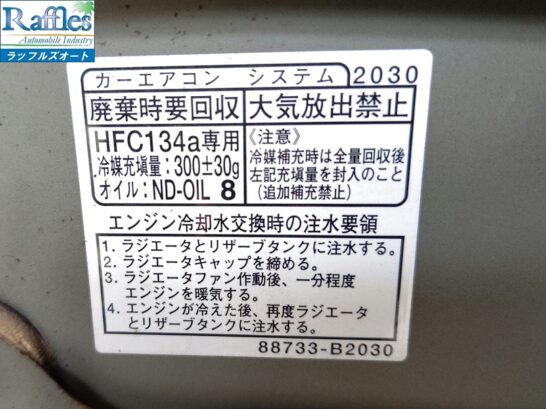 Raffles
Automobile Industry
ラッフルズオート
カーエアコン システム 2030
廃棄時要回収 大気放出禁止
HFC134a専用
冷媒充塡量：300±30g
オイル：ND-OIL 8
〈注意〉
冷媒補充時は全量回収後
左記充塡量を封入のこと
（追加補充禁止）
エンジン冷却水交換時の注水要領
1. ラジエータとリザーブタンクに注水する。
2. ラジエータキャップを締める。
3. ラジエータファン作動後、一分程度
エンジンを暖気する。
4. エンジンが冷えた後、再度ラジエータ
とリザーブタンクに注水する。
88733-B2030